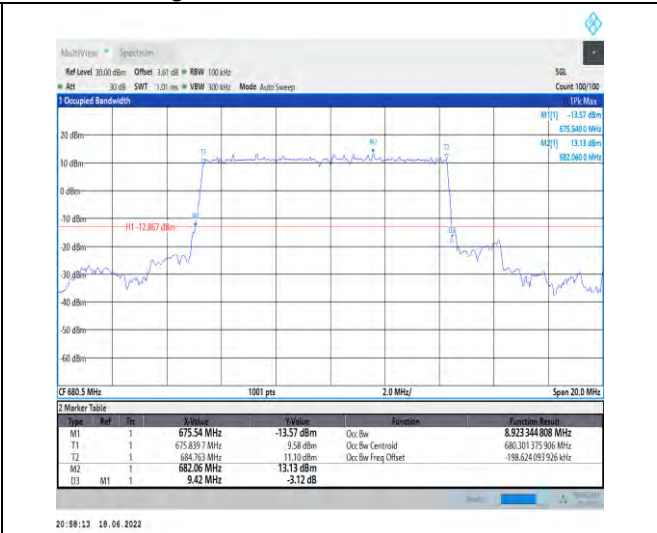 MultiView Spectrum
Ref Level 30.00 dBm Offset 3.61 dB RBW 100 kHz SGL
Att 30 dB SWT 1.01 ms VBW 300 kHz Mode Auto Sweep Count 100/100
1 Occupied Bandwidth 1Pk Max
M1[1] -13.57 dBm
675.540 0 MHz
M2[1] 13.13 dBm
682.060 0 MHz
20 dBm
M2
T1
T2
10 dBm
0 dBm
-10 dBm
M1
H1 -12.867 dBm
D3
-20 dBm
-30 dBm
-40 dBm
-50 dBm
-60 dBm
CF 680.5 MHz 1001 pts 2.0 MHz/ Span 20.0 MHz
2 Marker Table
Type Ref Trc X-Value Y-Value Function Function Result
M1 1 675.54 MHz -13.57 dBm Occ Bw 8.923 344 808 MHz
T1 1 675.839 7 MHz 9.58 dBm Occ Bw Centroid 680.301 375 906 MHz
T2 1 684.763 MHz 11.10 dBm Occ Bw Freq Offset -198.624 093 926 kHz
M2 1 682.06 MHz 13.13 dBm
D3 M1 1 9.42 MHz -3.12 dB
20:58:13 18.06.2022